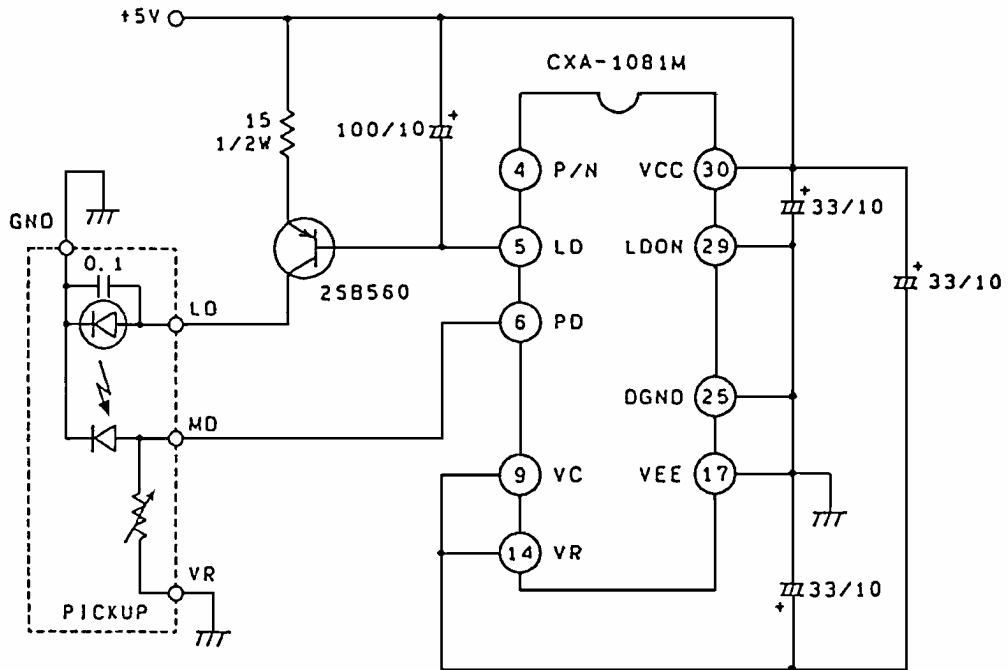 +5V
CXA-1081M
15
1/2W
100/10
+
4
P/N
VCC
30
+
33/10
GND
0.1
5
LD
LDON
29
+
33/10
2SB560
LD
6
PD
DGND
25
MD
9
VC
VEE
17
14
VR
VR
33/10
+
PICKUP